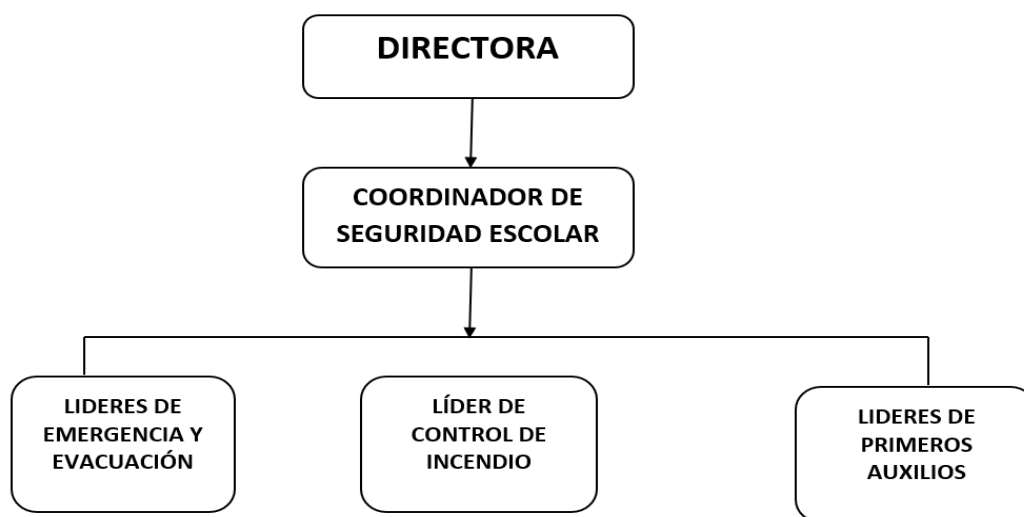 DIRECTORA
COORDINADOR DE
SEGURIDAD ESCOLAR
LIDERES DE
EMERGENCIA Y
EVACUACIÓN
LÍDER DE
CONTROL DE
INCENDIO
LIDERES DE
PRIMEROS
AUXILIOS